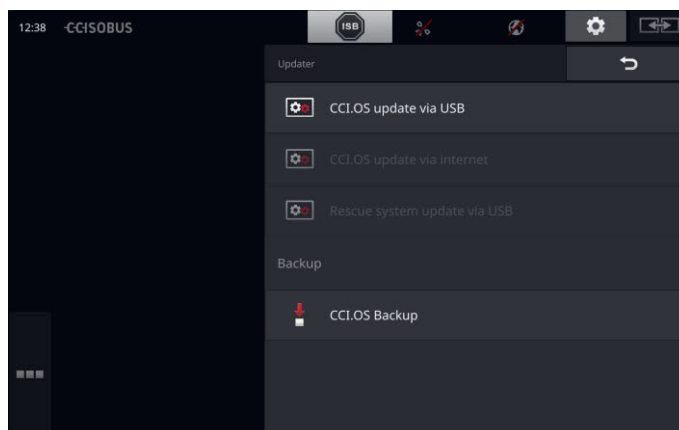 12:38 CCISOBUS
ISB
Updater
CCI.OS update via USB
CCI.OS update via internet
Rescue system update via USB
Backup
CCI.OS Backup